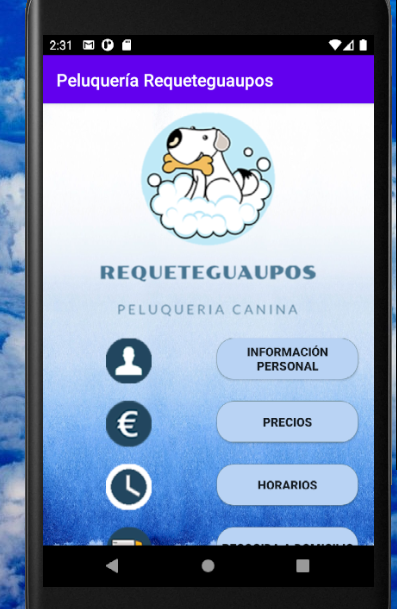 2:31
Peluquería Requeteguaupos
REQUETEGUAUPOS
PELUQUERIA CANINA
INFORMACIÓN
PERSONAL
PRECIOS
€
HORARIOS